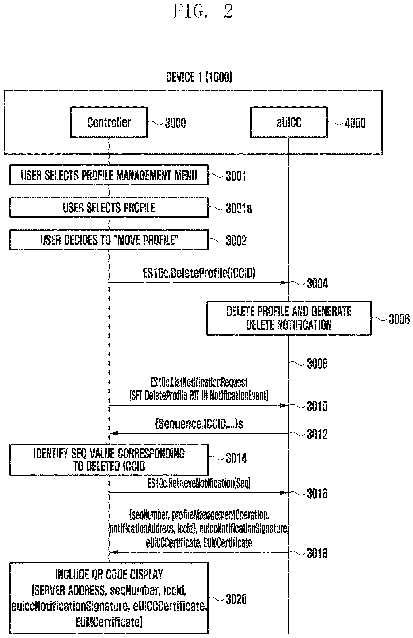 FIG. 2
DEVICE 1 (1000)
Controller
3000
eUICC
4000
USER SELECTS PROFILE MANAGEMENT MENU
3001
USER SELECTS PROFILE
3001a
USER DECIDES TO "MOVE PROFILE"
3002
ES10c.DeleteProfile(ICCID)
3004
DELETE PROFILE AND GENERATE
DELETE NOTIFICATION
3006
3008
ES10b.ListNotificationRequest
(SET DeleteProfile BIT IN NotificationEvent)
3010
{Sequence,ICCID,...}s
3012
IDENTIFY SEQ VALUE CORRESPONDING
TO DELETED ICCID
3014
ES10c.RetrieveNotification(Seq)
3016
{seqNumber, profileManagementOperation,
notificationAddress, iccid}, euiccNotificationSignature,
eUICCCertificate, EUMCertificate
3018
INCLUDE QR CODE DISPLAY
{SERVER ADDRESS, seqNumber, iccid,
euiccNotificationSignature, eUICCCertificate,
EUMCertificate}
3020